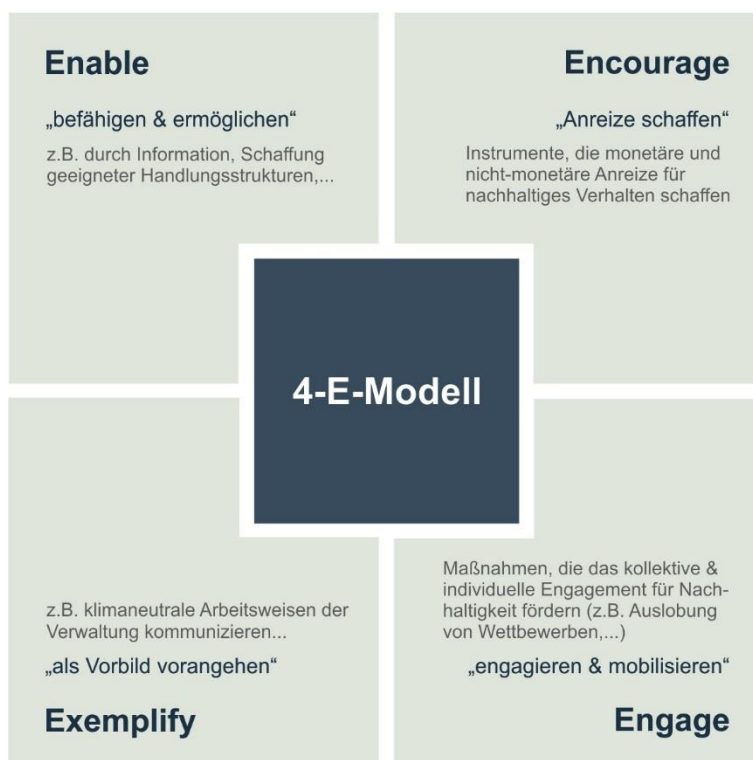 Enable
„befähigen & ermöglichen“
z.B. durch Information, Schaffung
geeigneter Handlungsstrukturen,...
Encourage
„Anreize schaffen“
Instrumente, die monetäre und
nicht-monetäre Anreize für
nachhaltiges Verhalten schaffen
4-E-Modell
z.B. klimaneutrale Arbeitsweisen der
Verwaltung kommunizieren...
„als Vorbild vorangehen“
Exemplify
Maßnahmen, die das kollektive &
individuelle Engagement für Nach-
haltigkeit fördern (z.B. Auslobung
von Wettbewerben,...)
„engagieren & mobilisieren“
Engage